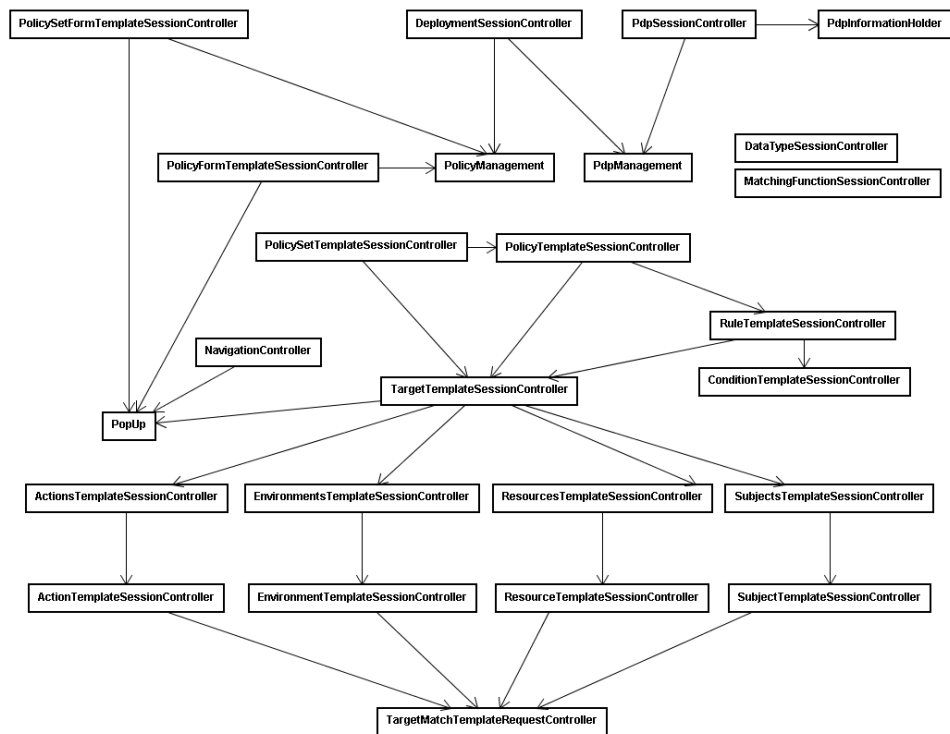 PolicySetFormTemplateSessionController
DeploymentSessionController
PdpSessionController
PdpInformationHolder
DataTypeSessionController
PolicyFormTemplateSessionController
PolicyManagement
PdpManagement
MatchingFunctionSessionController
PolicySetTemplateSessionController
PolicyTemplateSessionController
RuleTemplateSessionController
NavigationController
ConditionTemplateSessionController
TargetTemplateSessionController
PopUp
ActionsTemplateSessionController
EnvironmentsTemplateSessionController
ResourcesTemplateSessionController
SubjectsTemplateSessionController
ActionTemplateSessionController
EnvironmentTemplateSessionController
ResourceTemplateSessionController
SubjectTemplateSessionController
TargetMatchTemplateRequestController